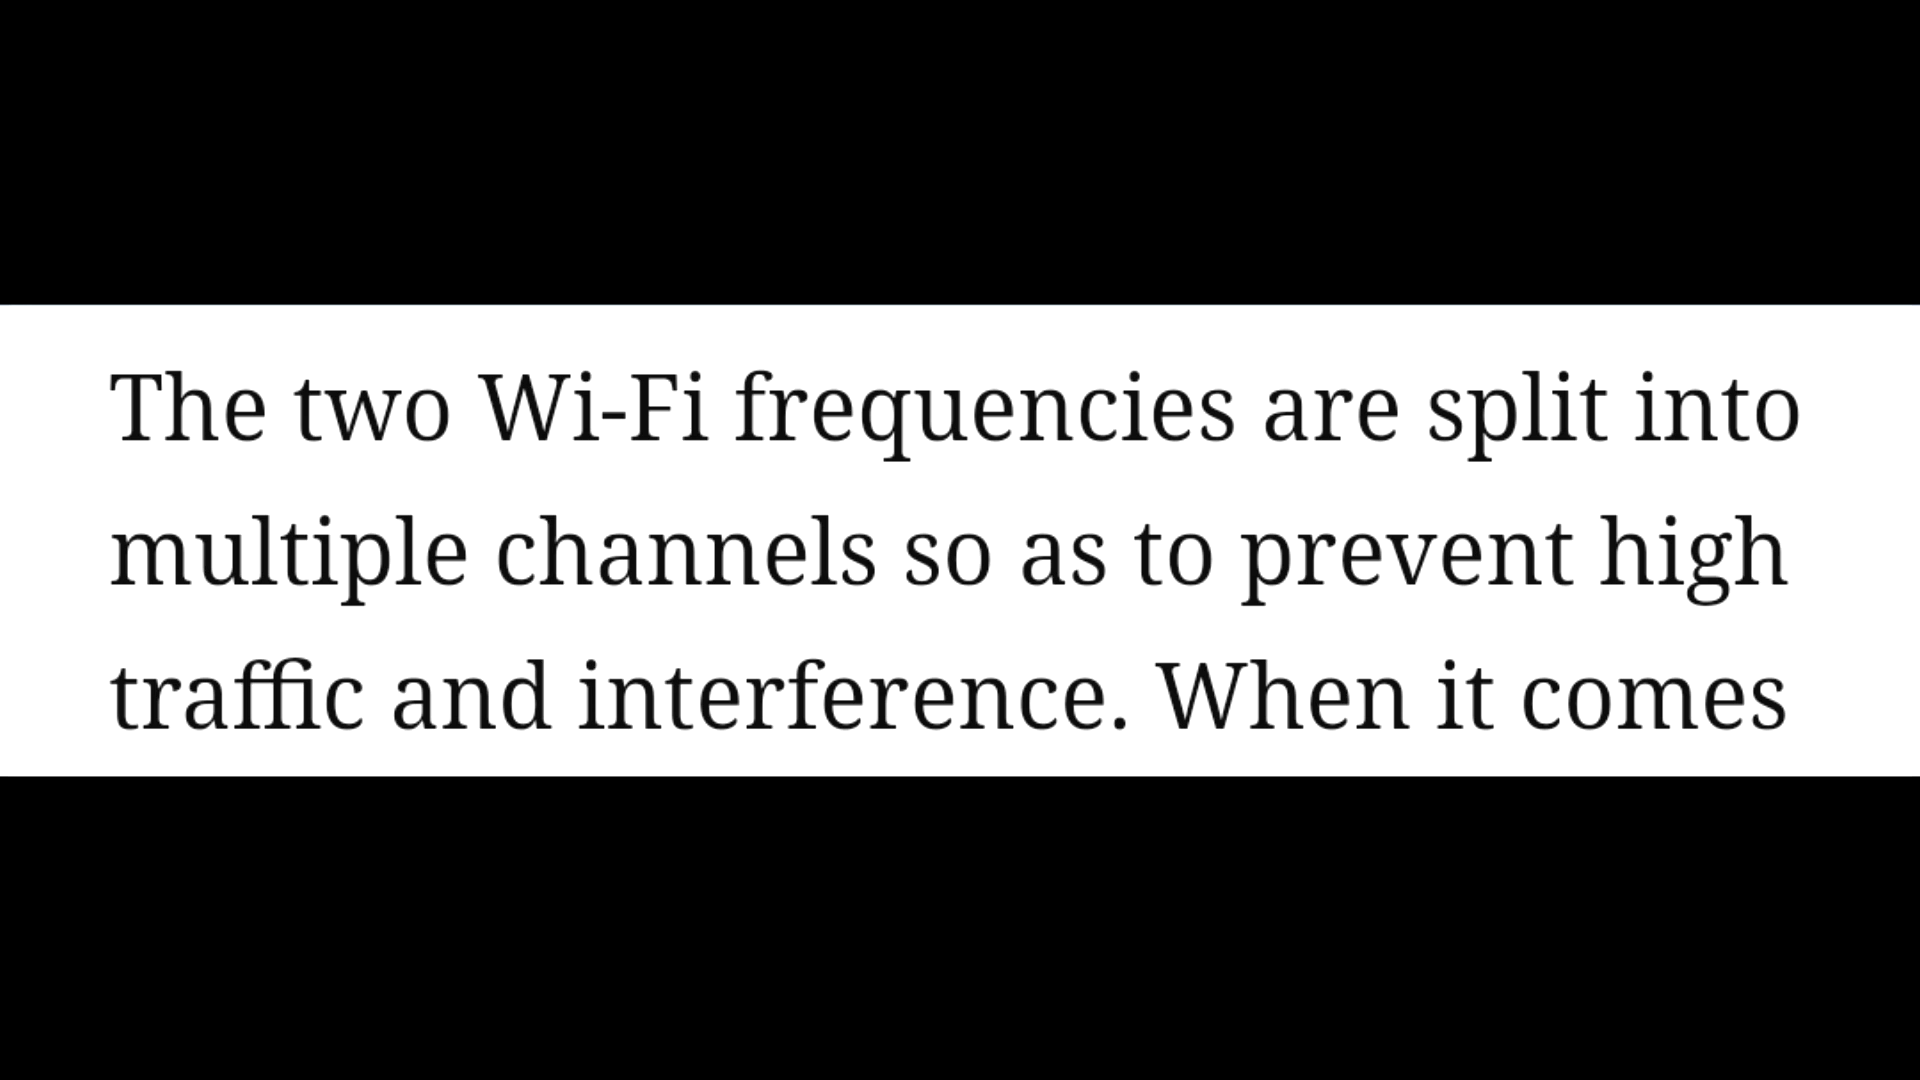 The two Wi-Fi frequencies are split into
multiple channels so as to prevent high
traffic and interference. When it comes